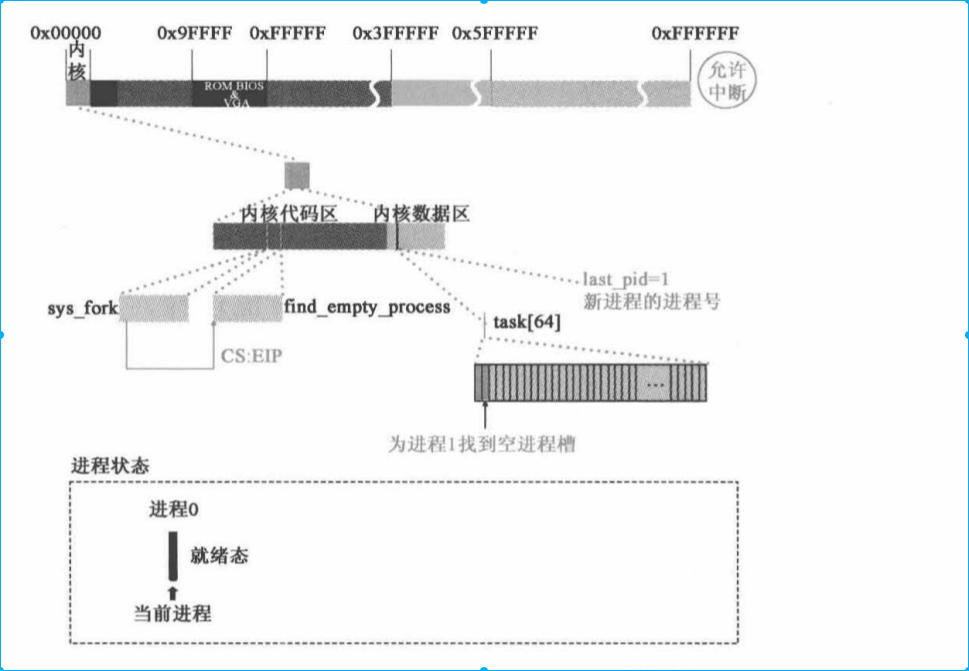 0x00000
0x9FFFF
0xFFFFF
0x3FFFFF
0x5FFFFF
0xFFFFFF
内
核
ROM BIOS
&
VGA
允许
中断
内核代码区
内核数据区
last_pid=1
新进程的进程号
sys_fork
find_empty_process
task[64]
CS:EIP
...
为进程1找到空进程槽
进程状态
进程0
就绪态
当前进程